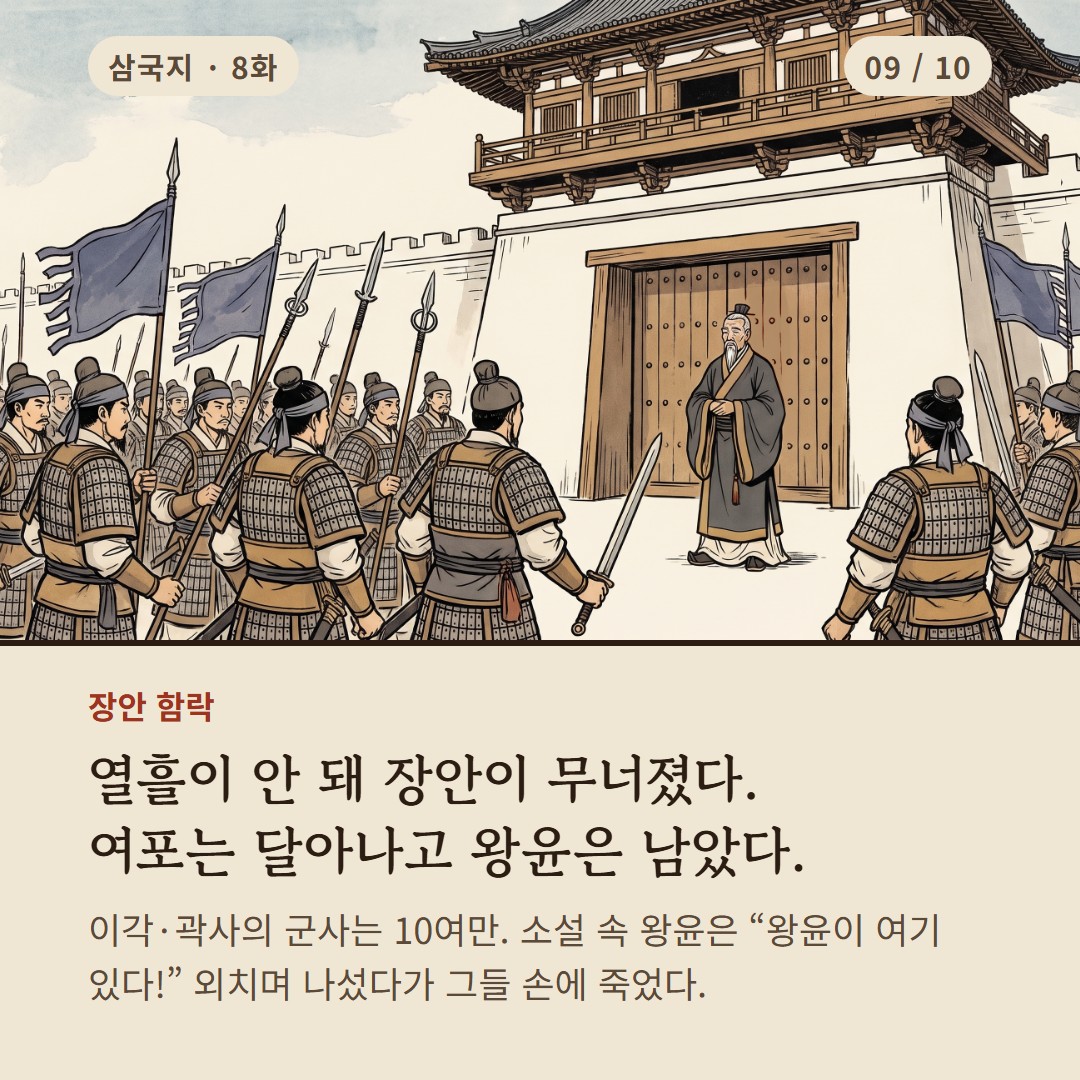 삼국지 · 8화
09 / 10
장안 함락
열흘이 안 돼 장안이 무너졌다.
여포는 달아나고 왕윤은 남았다.
이각·곽사의 군사는 10여만. 소설 속 왕윤은 “왕윤이 여기
있다!” 외치며 나섰다가 그들 손에 죽었다.